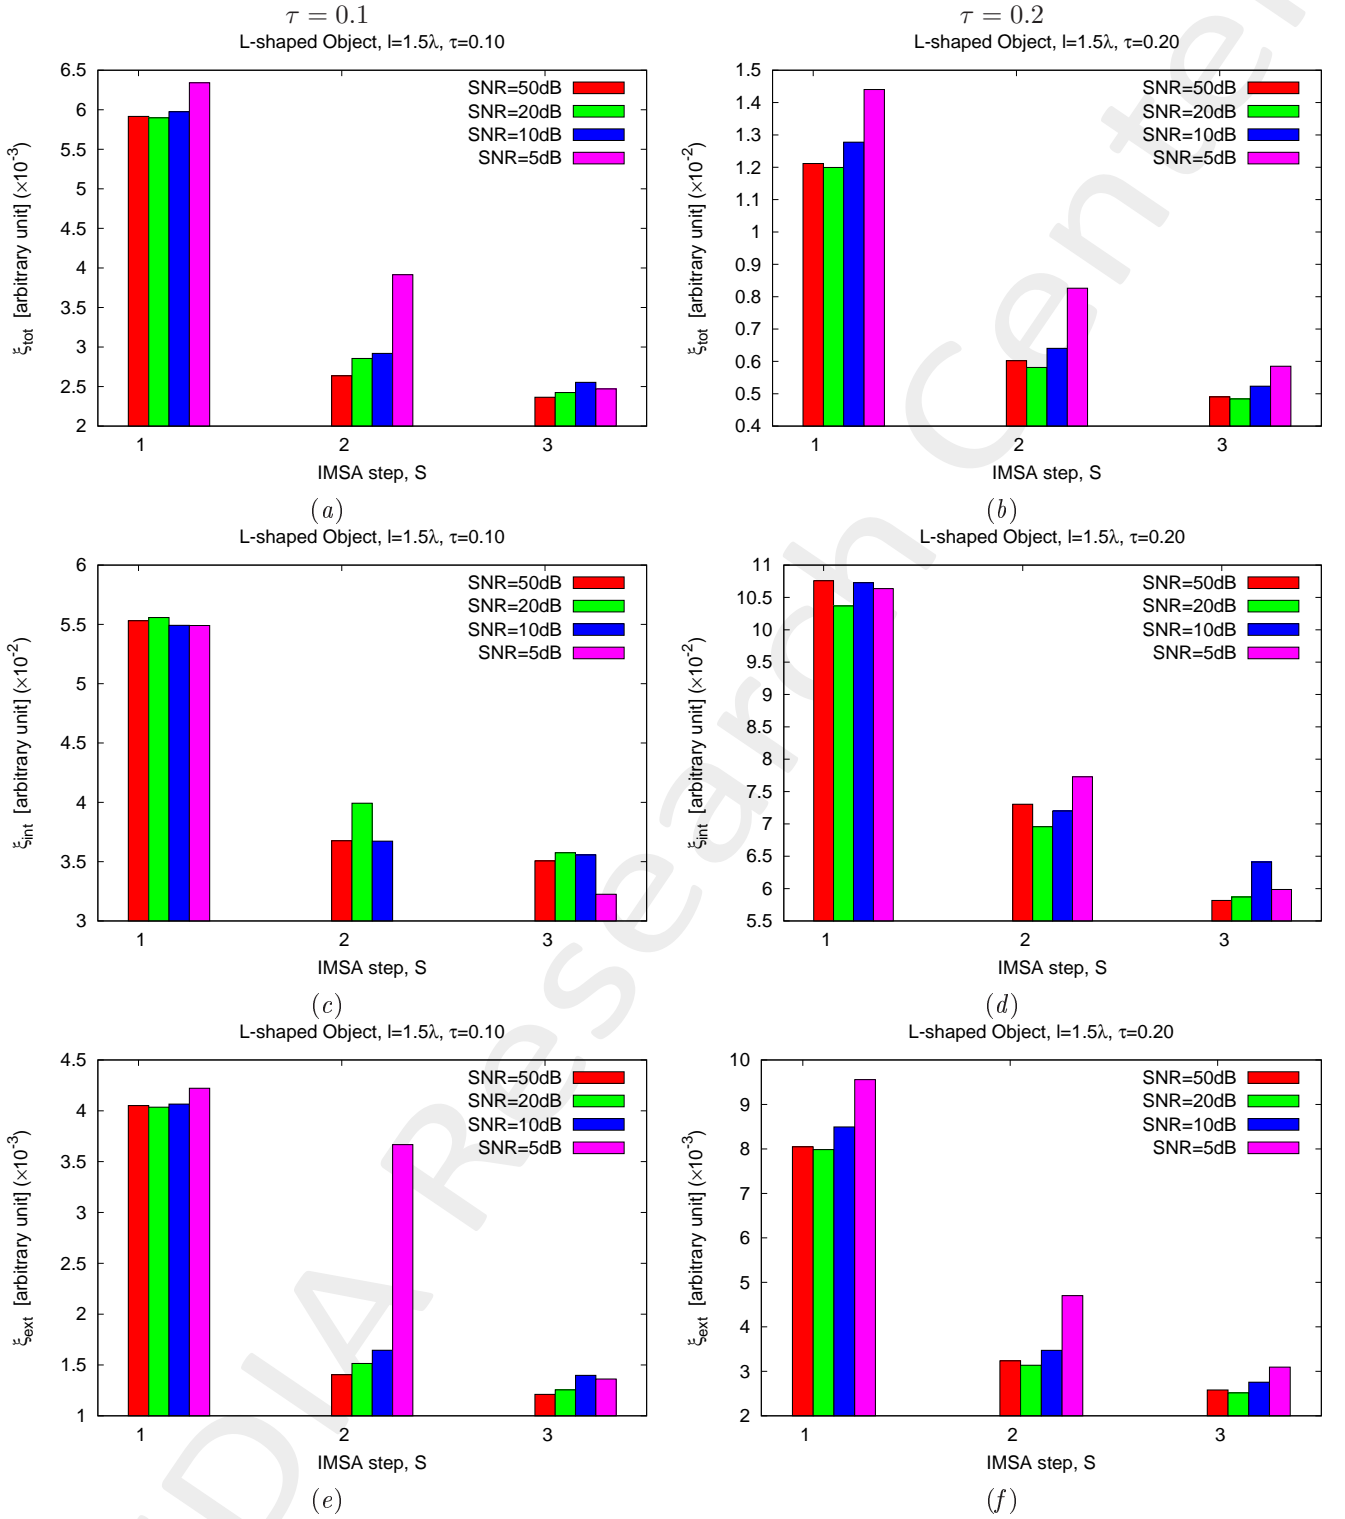 τ = 0.1
τ = 0.2
L-shaped Object, l=1.5λ, τ=0.10
ξtot [arbitrary unit] (×10-3)
6.5
6
5.5
5
4.5
4
3.5
3
2.5
2
SNR=50dB
SNR=20dB
SNR=10dB
SNR=5dB
1 2 3
IMSA step, S
(a)
L-shaped Object, l=1.5λ, τ=0.20
ξtot [arbitrary unit] (×10-2)
1.5
1.4
1.3
1.2
1.1
1
0.9
0.8
0.7
0.6
0.5
0.4
SNR=50dB
SNR=20dB
SNR=10dB
SNR=5dB
1 2 3
IMSA step, S
(b)
L-shaped Object, l=1.5λ, τ=0.10
ξint [arbitrary unit] (×10-2)
6
5.5
5
4.5
4
3.5
3
SNR=50dB
SNR=20dB
SNR=10dB
SNR=5dB
1 2 3
IMSA step, S
(c)
L-shaped Object, l=1.5λ, τ=0.20
ξint [arbitrary unit] (×10-2)
11
10.5
10
9.5
9
8.5
8
7.5
7
6.5
6
5.5
SNR=50dB
SNR=20dB
SNR=10dB
SNR=5dB
1 2 3
IMSA step, S
(d)
L-shaped Object, l=1.5λ, τ=0.10
ξext [arbitrary unit] (×10-3)
4.5
4
3.5
3
2.5
2
1.5
1
SNR=50dB
SNR=20dB
SNR=10dB
SNR=5dB
1 2 3
IMSA step, S
(e)
L-shaped Object, l=1.5λ, τ=0.20
ξext [arbitrary unit] (×10-3)
10
9
8
7
6
5
4
3
2
SNR=50dB
SNR=20dB
SNR=10dB
SNR=5dB
1 2 3
IMSA step, S
(f)
Research Center